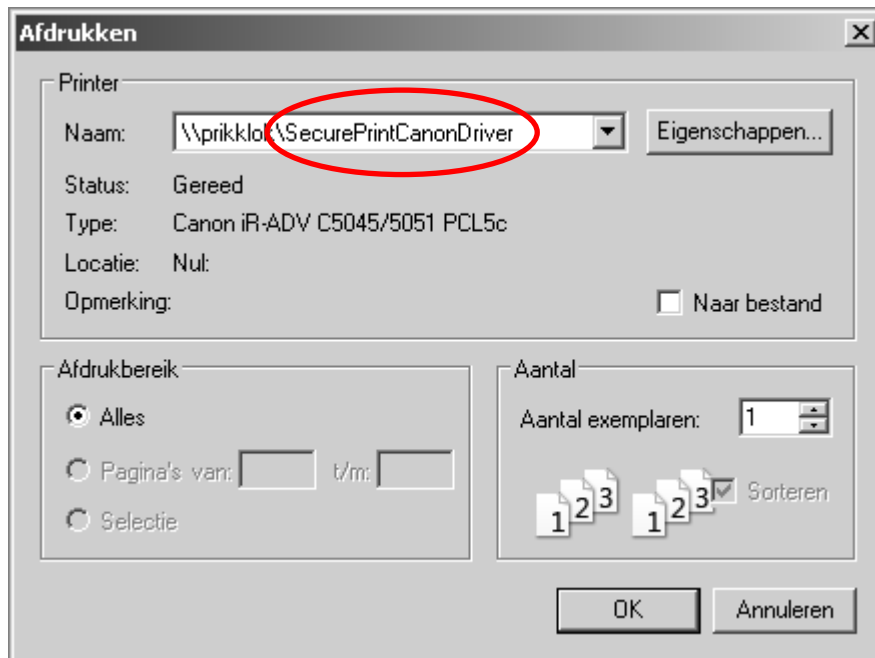 Afdrukken
Printer
Naam: \\prikklok\SecurePrintCanonDriver Eigenschappen...
Status: Gereed
Type: Canon iR-ADV C5045/5051 PCL5c
Locatie: Nul:
Opmerking: Naar bestand
Afdrukbereik
Alles
Pagina's van: t/m:
Selectie
Aantal
Aantal exemplaren: 1
1 2 3 1 2 3 Sorteren
OK Annuleren